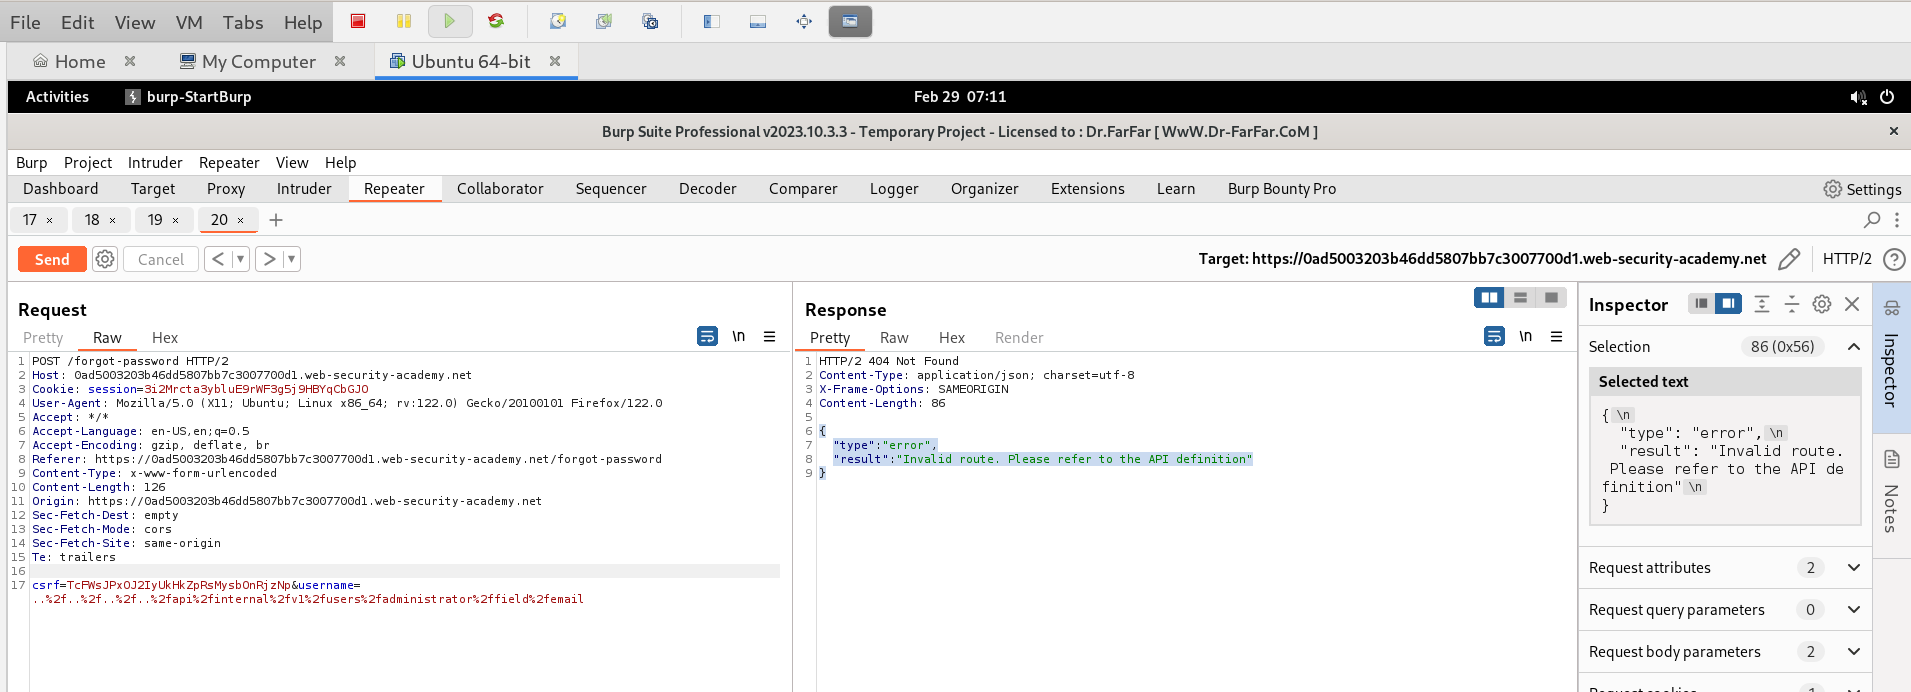 File Edit View VM Tabs Help
Home × My Computer × Ubuntu 64-bit ×
Activities burp-StartBurp Feb 29 07:11
Burp Suite Professional v2023.10.3.3 - Temporary Project - Licensed to : Dr.FarFar [ WwW.Dr-FarFar.CoM ] ×
Burp Project Intruder Repeater View Help
Dashboard Target Proxy Intruder Repeater Collaborator Sequencer Decoder Comparer Logger Organizer Extensions Learn Burp Bounty Pro Settings
17 × 18 × 19 × 20 × +
Send Cancel < > Target: https://0ad5003203b46dd5807bb7c3007700d1.web-security-academy.net HTTP/2 ?
Request
Pretty Raw Hex \n
1 POST /forgot-password HTTP/2
2 Host: 0ad5003203b46dd5807bb7c3007700d1.web-security-academy.net
3 Cookie: session=3i2Mrcta3ybluE9rWF3g5j9HBYqCbGJO
4 User-Agent: Mozilla/5.0 (X11; Ubuntu; Linux x86_64; rv:122.0) Gecko/20100101 Firefox/122.0
5 Accept: */*
6 Accept-Language: en-US,en;q=0.5
7 Accept-Encoding: gzip, deflate, br
8 Referer: https://0ad5003203b46dd5807bb7c3007700d1.web-security-academy.net/forgot-password
9 Content-Type: x-www-form-urlencoded
10 Content-Length: 126
11 Origin: https://0ad5003203b46dd5807bb7c3007700d1.web-security-academy.net
12 Sec-Fetch-Dest: empty
13 Sec-Fetch-Mode: cors
14 Sec-Fetch-Site: same-origin
15 Te: trailers
16
17 csrf=TcFWsJPxOJ2IyUkHkZpRsMysbOnRjzNp&username=
..%2f..%2f..%2f..%2fapi%2finternal%2fv1%2fusers%2fadministrator%2ffield%2femail
Response
Pretty Raw Hex Render \n
1 HTTP/2 404 Not Found
2 Content-Type: application/json; charset=utf-8
3 X-Frame-Options: SAMEORIGIN
4 Content-Length: 86
5
6 {
7 "type":"error",
8 "result":"Invalid route. Please refer to the API definition"
9 }
Inspector
Selection 86 (0x56)
Selected text
{ \n
"type": "error", \n
"result": "Invalid route.
Please refer to the API de
finition" \n
}
Request attributes 2
Request query parameters 0
Request body parameters 2
Request cookies 1
Inspector
Notes